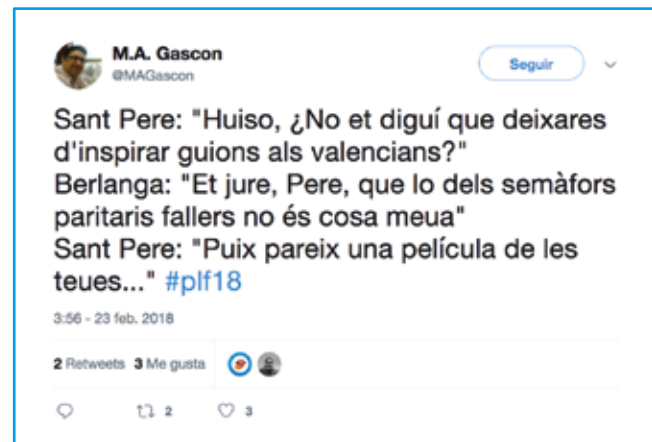 M.A. Gascon
@MAGascon
Seguir
Sant Pere: "Huiso, ¿No et diguí que deixares
d'inspirar guions als valencians?"
Berlanga: "Et jure, Pere, que lo dels semàfors
paritaris fallers no és cosa meua"
Sant Pere: "Puix pareix una película de les
teues..." #plf18
3:56 - 23 feb. 2018
2 Retweets 3 Me gusta
2 3